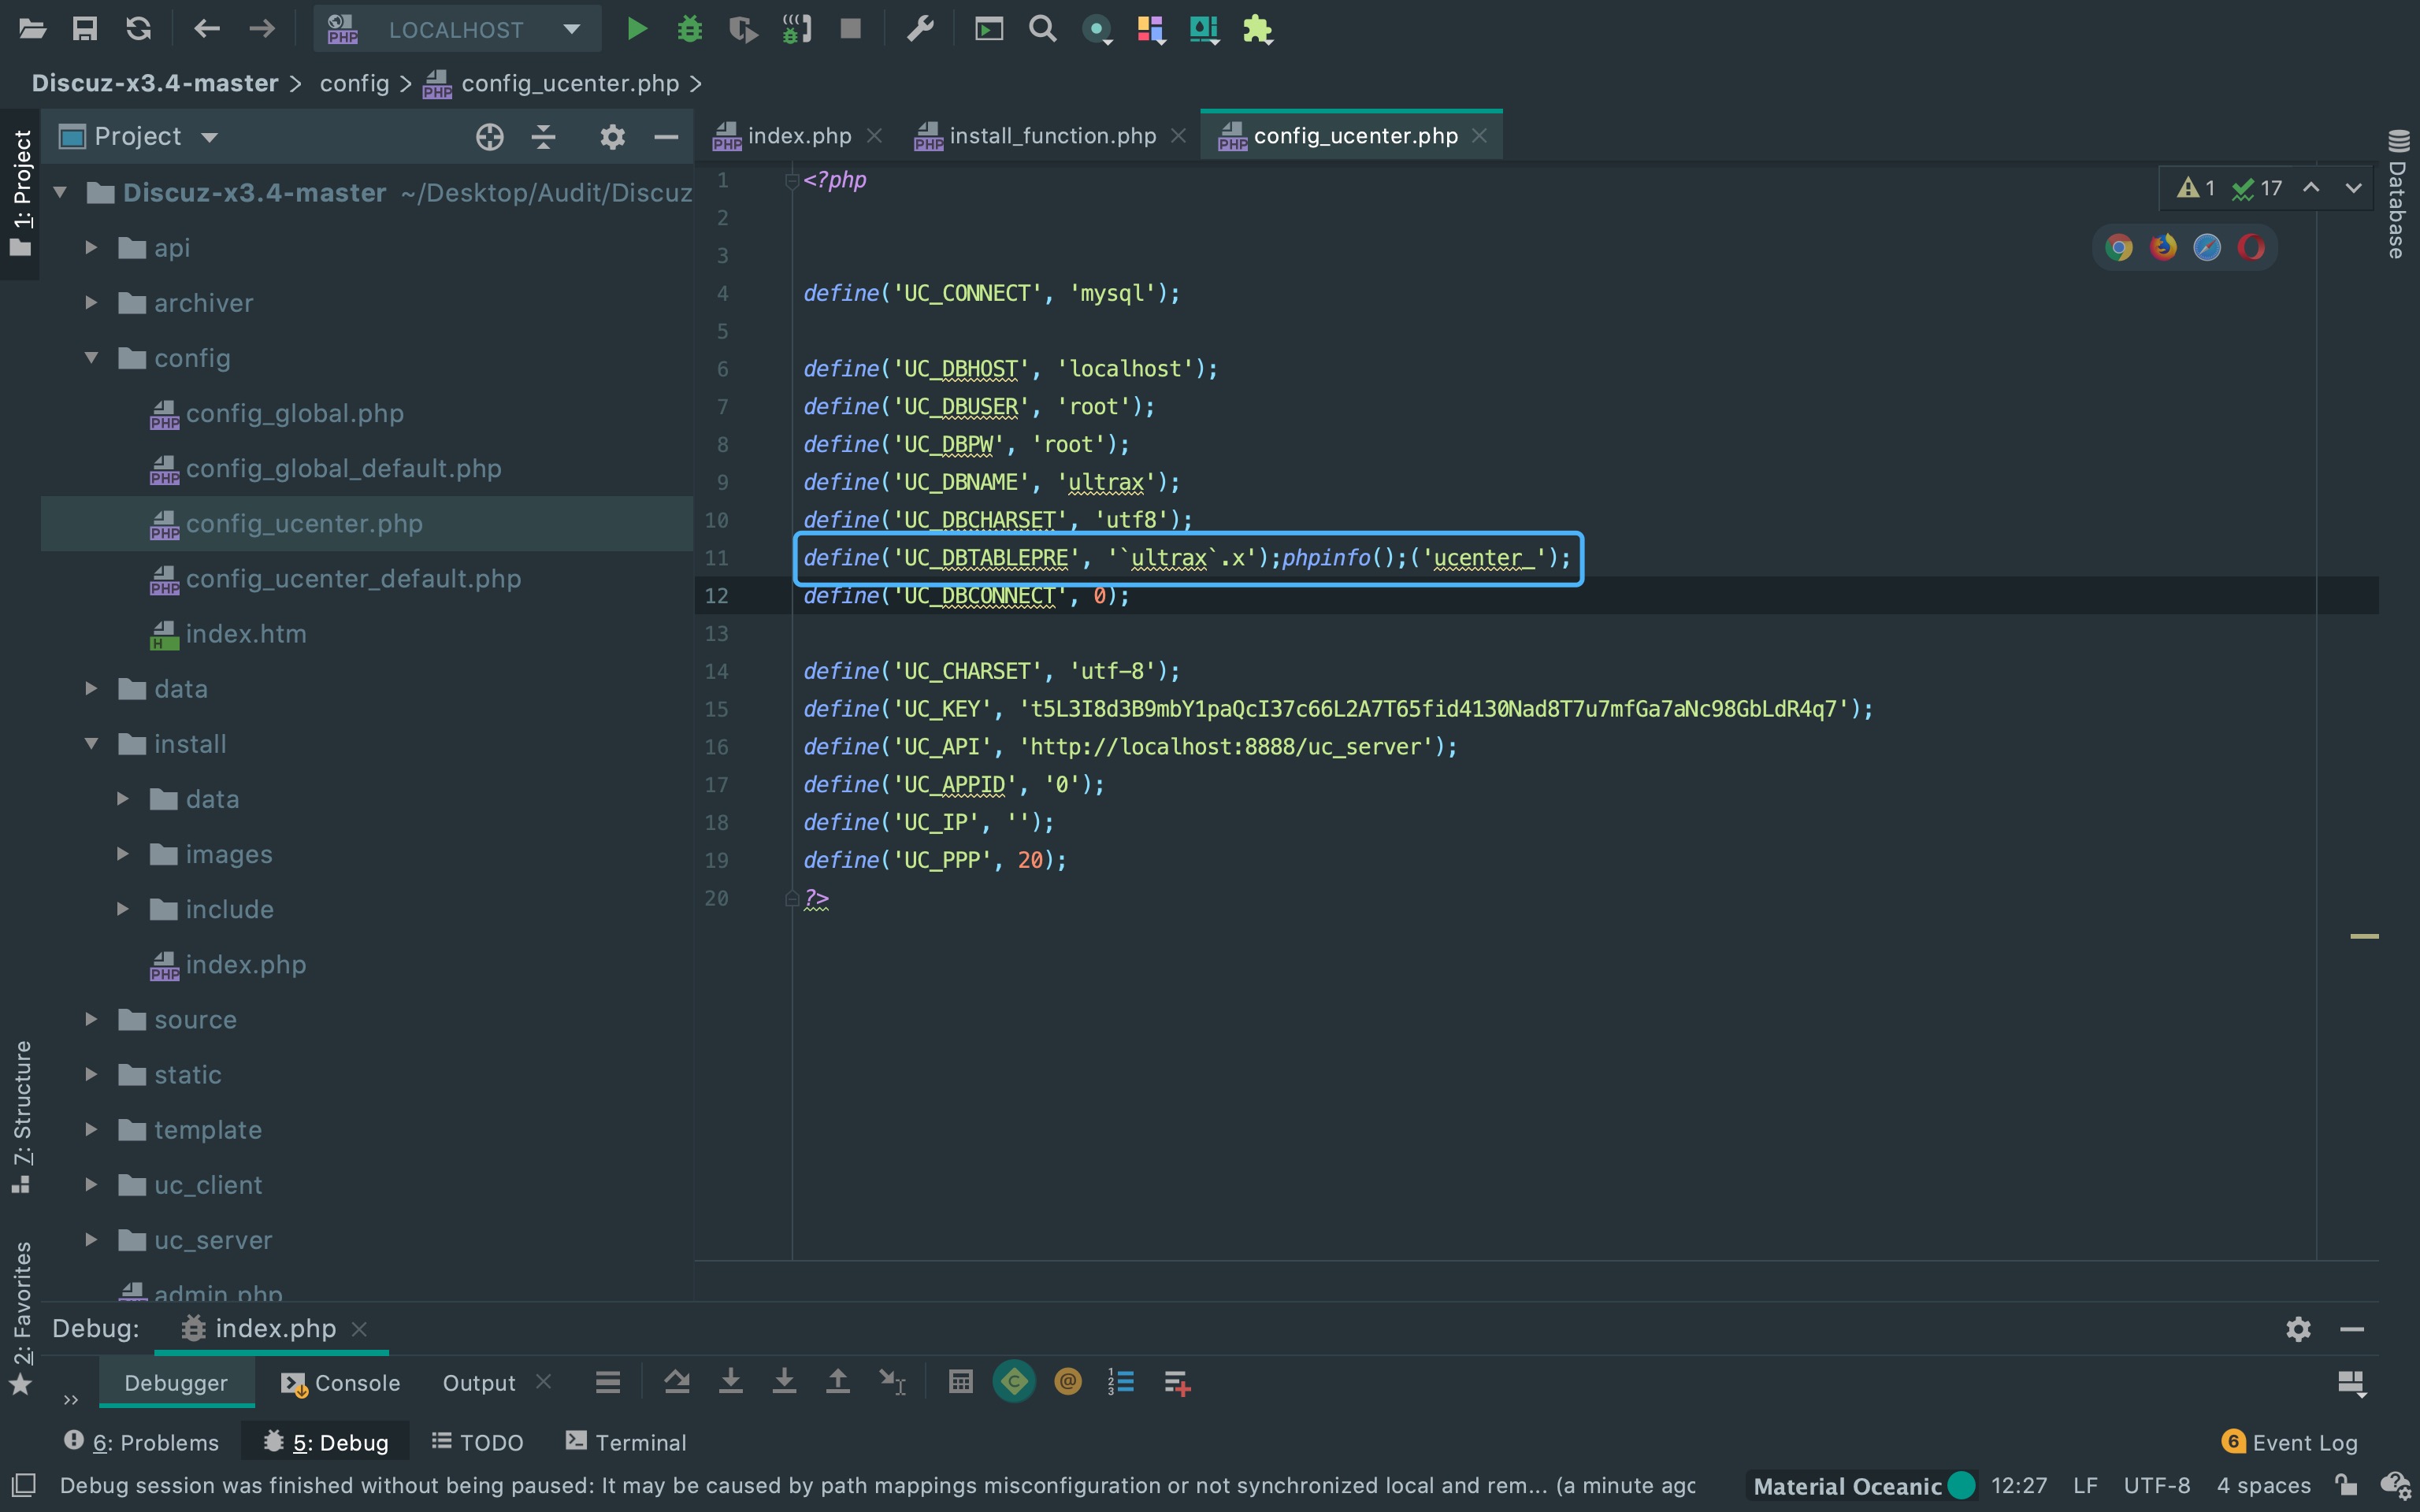 LOCALHOST
Discuz-x3.4-master > config > config_ucenter.php >
1: Project
Project
index.php
install_function.php
config_ucenter.php
Database
Discuz-x3.4-master ~/Desktop/Audit/Discuz
api
archiver
config
config_global.php
config_global_default.php
config_ucenter.php
config_ucenter_default.php
index.htm
data
install
data
images
include
index.php
source
static
template
uc_client
uc_server
admin.php
1 17
1 <?php
2
3
4 define('UC_CONNECT', 'mysql');
5
6 define('UC_DBHOST', 'localhost');
7 define('UC_DBUSER', 'root');
8 define('UC_DBPW', 'root');
9 define('UC_DBNAME', 'ultrax');
10 define('UC_DBCHARSET', 'utf8');
11 define('UC_DBTABLEPRE', '`ultrax`.x');phpinfo();('ucenter_');
12 define('UC_DBCONNECT', 0);
13
14 define('UC_CHARSET', 'utf-8');
15 define('UC_KEY', 't5L3I8d3B9mbY1paQcI37c66L2A7T65fid4130Nad8T7u7mfGa7aNc98GbLdR4q7');
16 define('UC_API', 'http://localhost:8888/uc_server');
17 define('UC_APPID', '0');
18 define('UC_IP', '');
19 define('UC_PPP', 20);
20 ?>
7: Structure
2: Favorites
Debug: index.php
Debugger Console Output
6: Problems 5: Debug TODO Terminal
6 Event Log
Debug session was finished without being paused: It may be caused by path mappings misconfiguration or not synchronized local and rem... (a minute agc
Material Oceanic 12:27 LF UTF-8 4 spaces